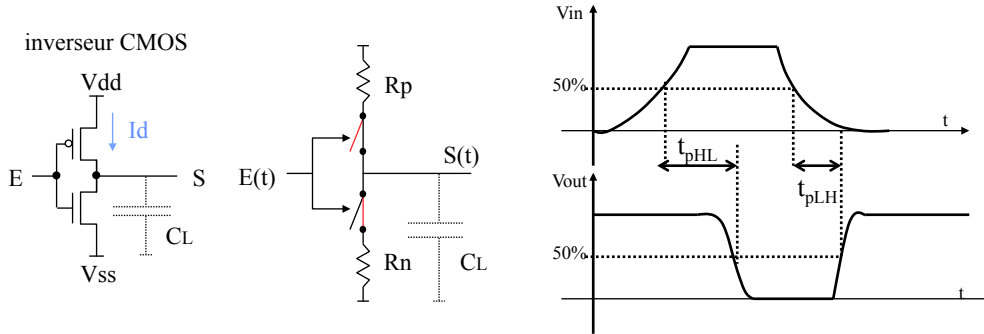 inverseur CMOS
Vdd
Id
E
S
CL
Vss
Rp
S(t)
E(t)
Rn
CL
Vin
50%
t
tpHL
tpLH
Vout
50%
t